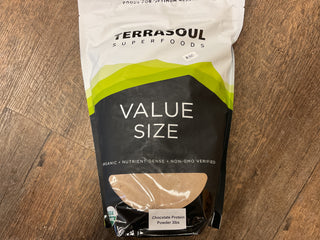 TERRASOUL
SUPERFOODS
VALUE
SIZE
ORGANIC • NUTRIENT DENSE • NON-GMO VERIFIED
Chocolate Protein
Powder 2lbs